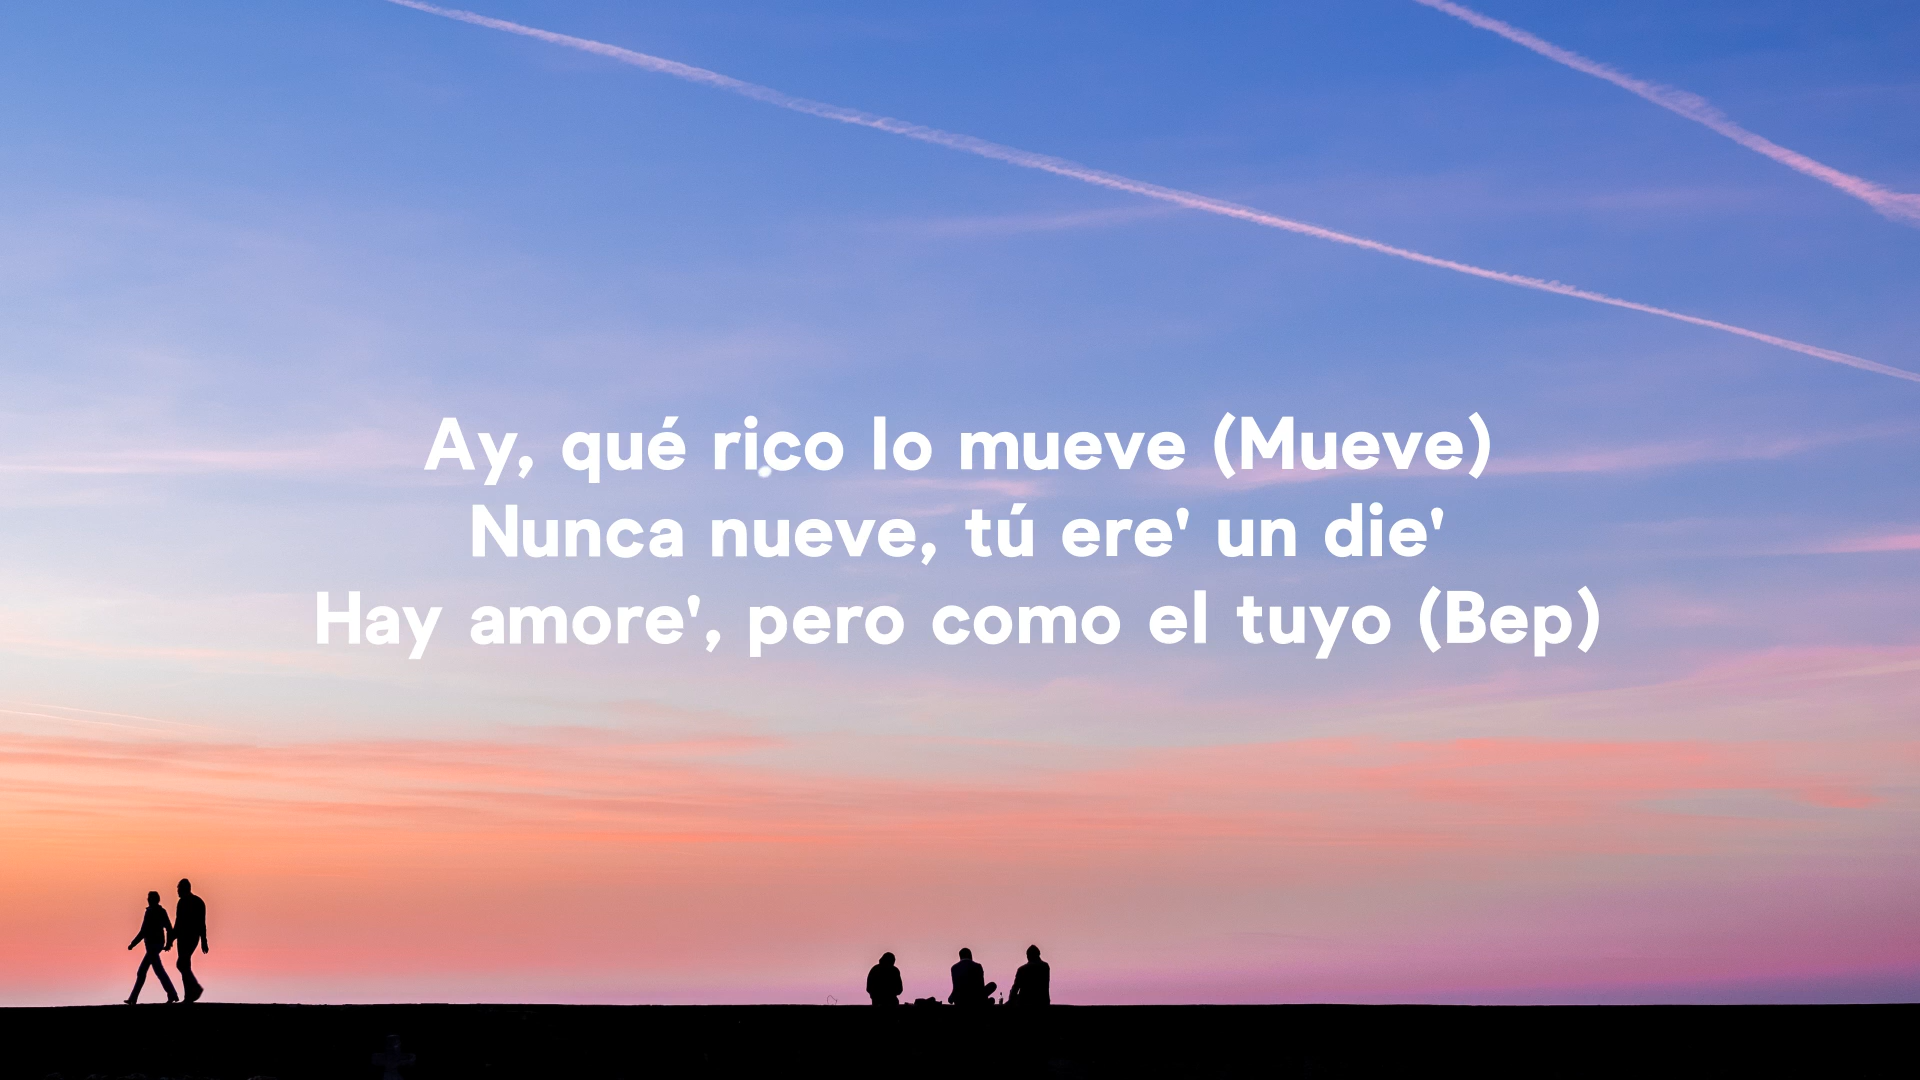 Ay, qué rico lo mueve (Mueve)
Nunca nueve, tú ere' un die'
Hay amore', pero como el tuyo (Bep)